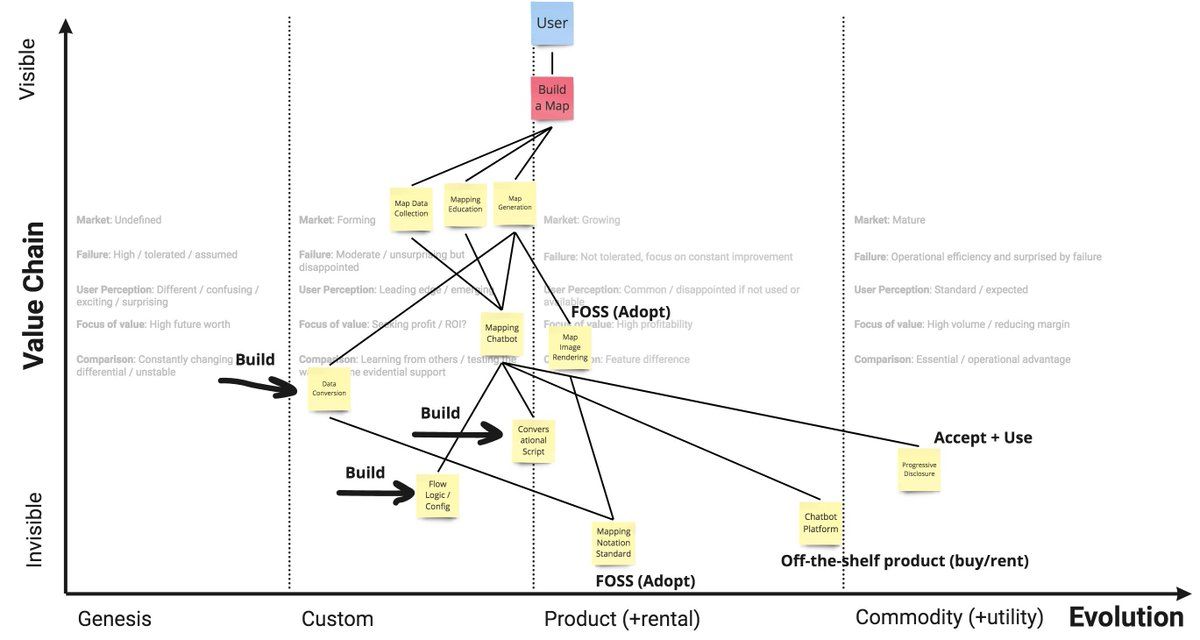 User
Build
a Map
Visible
Map Data
Collection
Mapping
Education
Map
Generation
Market: Undefined
Market: Forming
Market: Growing
Market: Mature
Failure: High / tolerated / assumed
Failure: Moderate / unsurprising but
disappointed
Failure: Not tolerated, focus on constant improvement
Failure: Operational efficiency and surprised by failure
User Perception: Different / confusing /
exciting / surprising
User Perception: Leading edge / emerging
User Perception: Common / disappointed if not used or
available
User Perception: Standard / expected
Value Chain
FOSS (Adopt)
Focus of value: High future worth
Focus of value: Seeking profit / ROI?
Focus of value: High profitability
Focus of value: High volume / reducing margin
Mapping
Chatbot
Map
Image
Rendering
Comparison: Constantly changing
differential / unstable
Comparison: Learning from others / testing the
evidential support
on: Feature difference
Comparison: Essential / operational advantage
Build
Data
Conversion
Build
Convers
ational
Script
Accept + Use
Progressive
Disclosure
Build
Flow
Logic /
Config
Invisible
Mapping
Notation
Standard
FOSS (Adopt)
Chatbot
Platform
Off-the-shelf product (buy/rent)
Genesis
Custom
Product (+rental)
Commodity (+utility)
Evolution